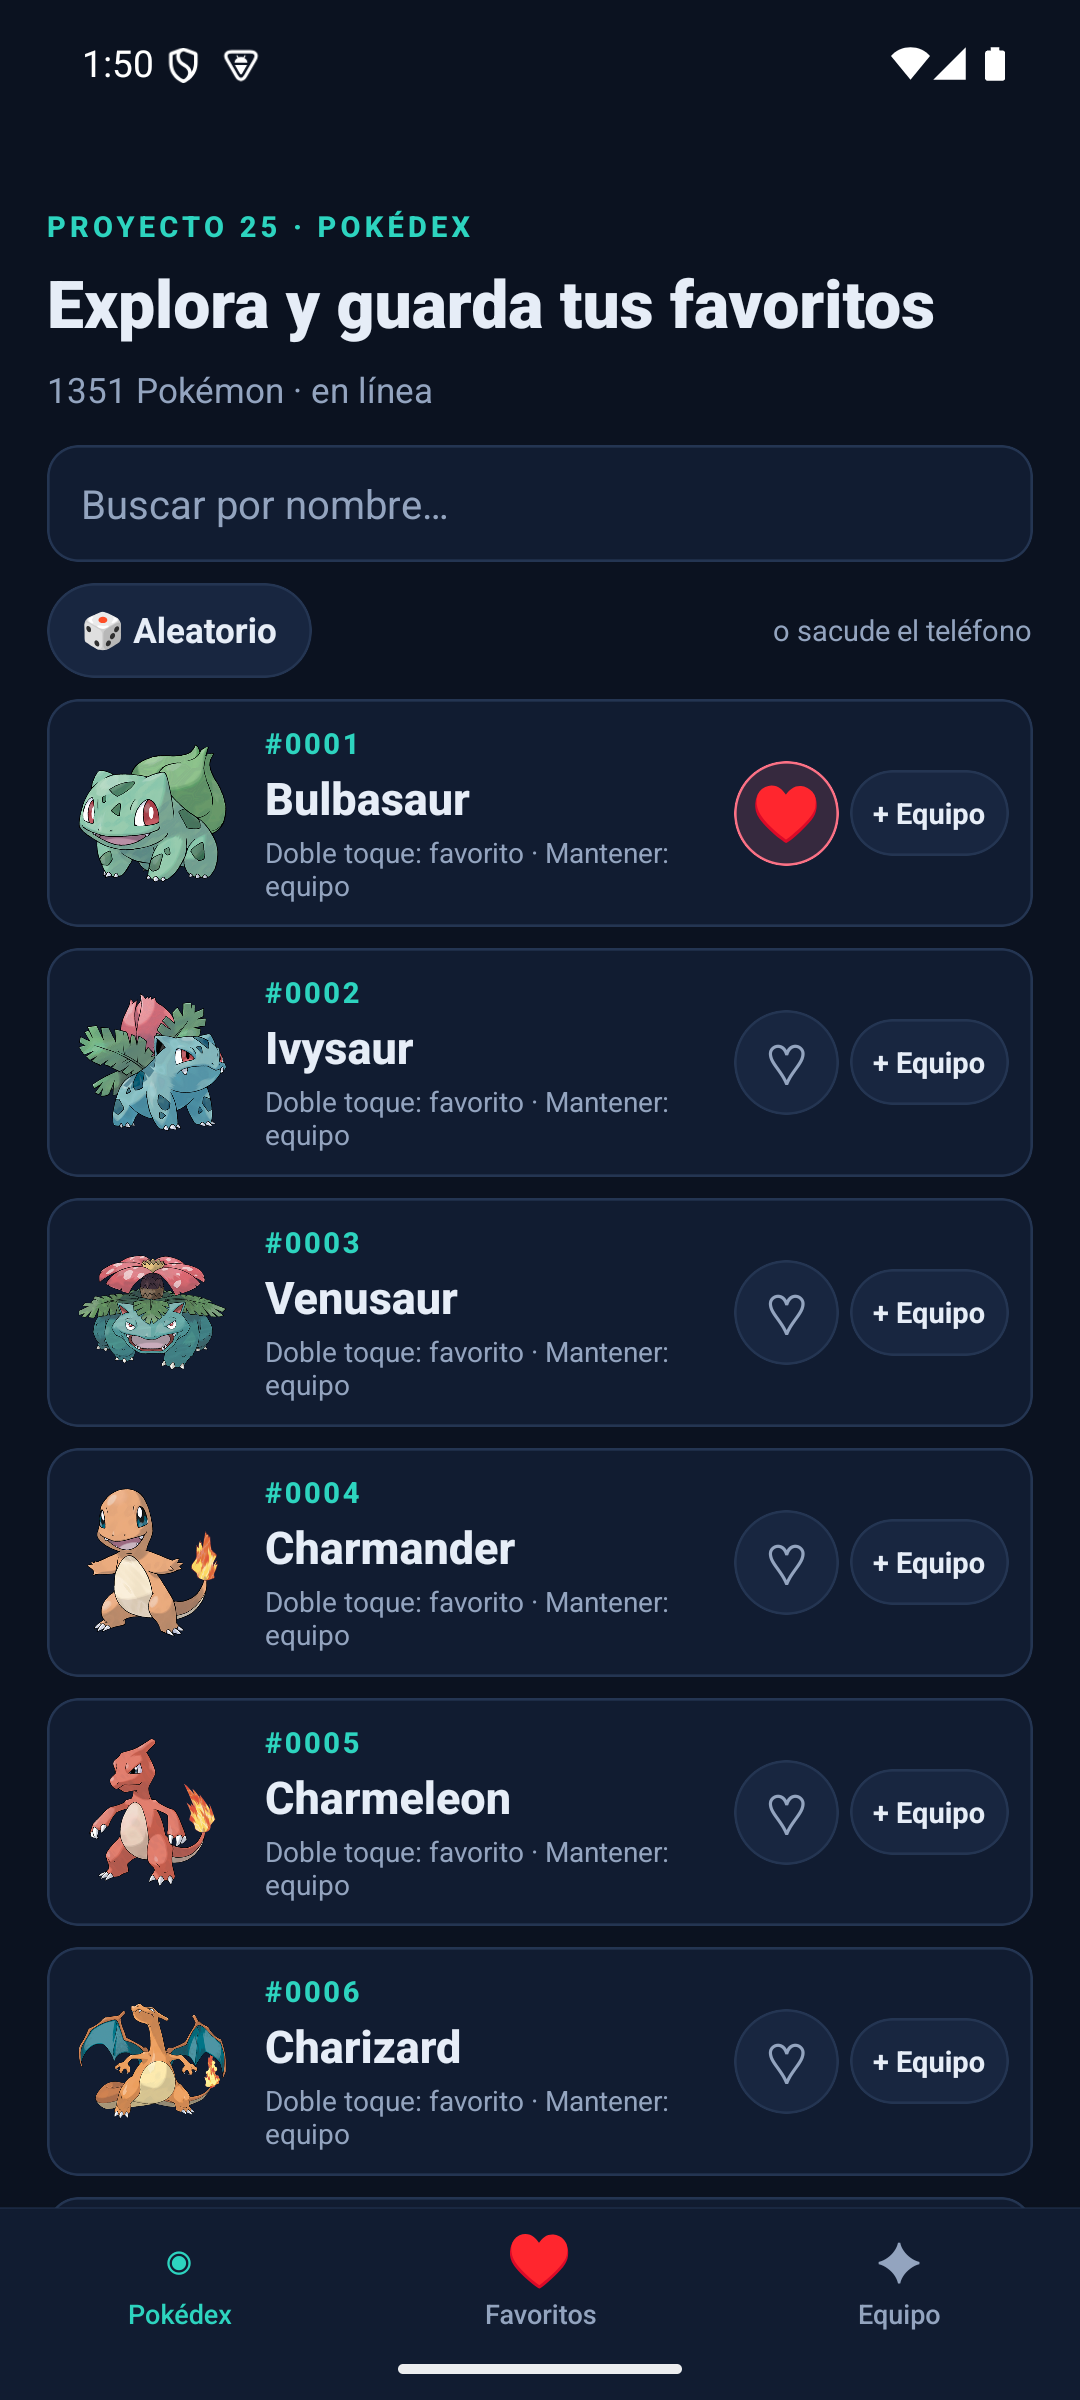 1:50
PROYECTO 25 · POKÉDEX
Explora y guarda tus favoritos
1351 Pokémon · en línea
Buscar por nombre…
Aleatorio
o sacude el teléfono
#0001
Bulbasaur
Doble toque: favorito · Mantener:
equipo
+ Equipo
#0002
Ivysaur
Doble toque: favorito · Mantener:
equipo
+ Equipo
#0003
Venusaur
Doble toque: favorito · Mantener:
equipo
+ Equipo
#0004
Charmander
Doble toque: favorito · Mantener:
equipo
+ Equipo
#0005
Charmeleon
Doble toque: favorito · Mantener:
equipo
+ Equipo
#0006
Charizard
Doble toque: favorito · Mantener:
equipo
+ Equipo
Pokédex
Favoritos
Equipo